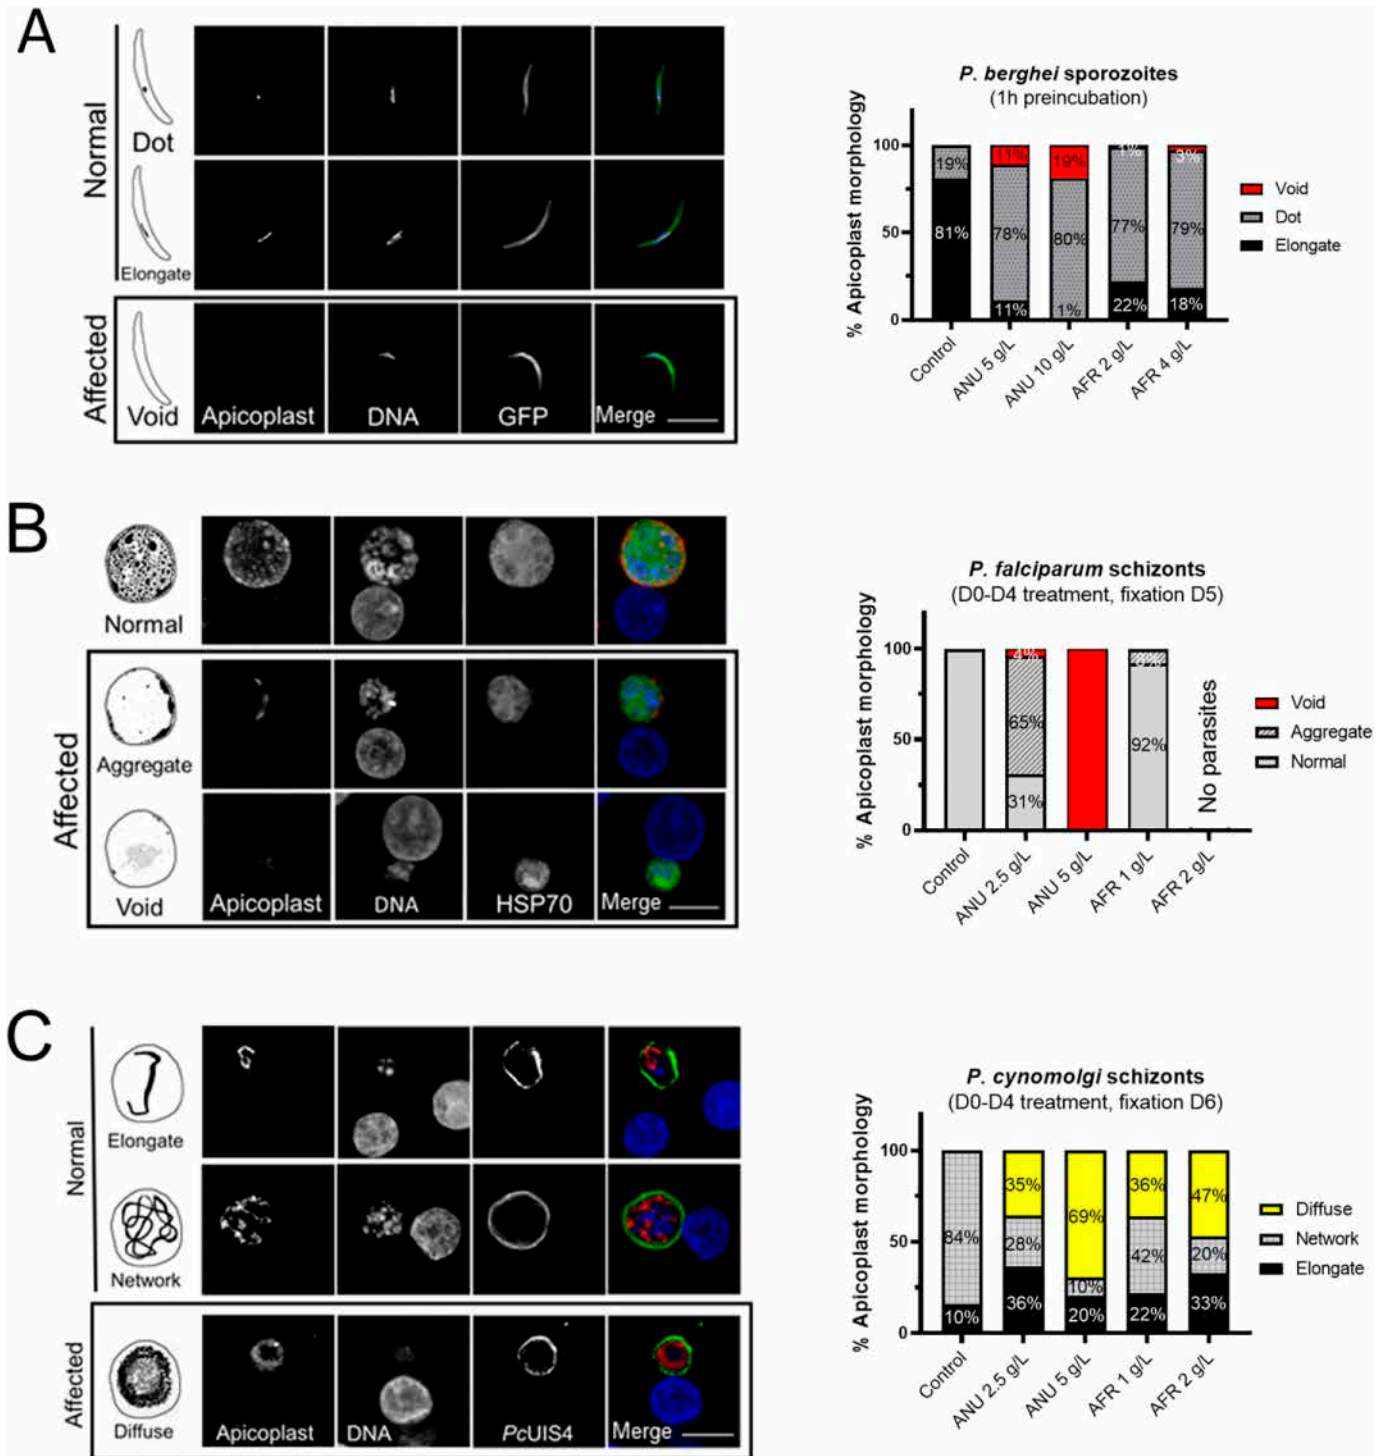 A
Normal
Dot
Elongate
Affected
Void
Apicoplast
DNA
GFP
Merge
P. berghei sporozoites
(1h preincubation)
% Apicoplast morphology
100
50
0
19%
81%
11%
78%
11%
19%
80%
1%
1%
77%
22%
3%
79%
18%
Control
ANU 5 g/L
ANU 10 g/L
AFR 2 g/L
AFR 4 g/L
Void
Dot
Elongate
B
Normal
Affected
Aggregate
Void
Apicoplast
DNA
HSP70
Merge
P. falciparum schizonts
(D0-D4 treatment, fixation D5)
% Apicoplast morphology
100
50
0
4%
65%
31%
8%
92%
No parasites
Control
ANU 2.5 g/L
ANU 5 g/L
AFR 1 g/L
AFR 2 g/L
Void
Aggregate
Normal
C
Normal
Elongate
Network
Affected
Diffuse
Apicoplast
DNA
PcUIS4
Merge
P. cynomolgi schizonts
(D0-D4 treatment, fixation D6)
% Apicoplast morphology
100
50
0
84%
10%
35%
28%
36%
69%
10%
20%
36%
42%
22%
47%
20%
33%
Control
ANU 2.5 g/L
ANU 5 g/L
AFR 1 g/L
AFR 2 g/L
Diffuse
Network
Elongate